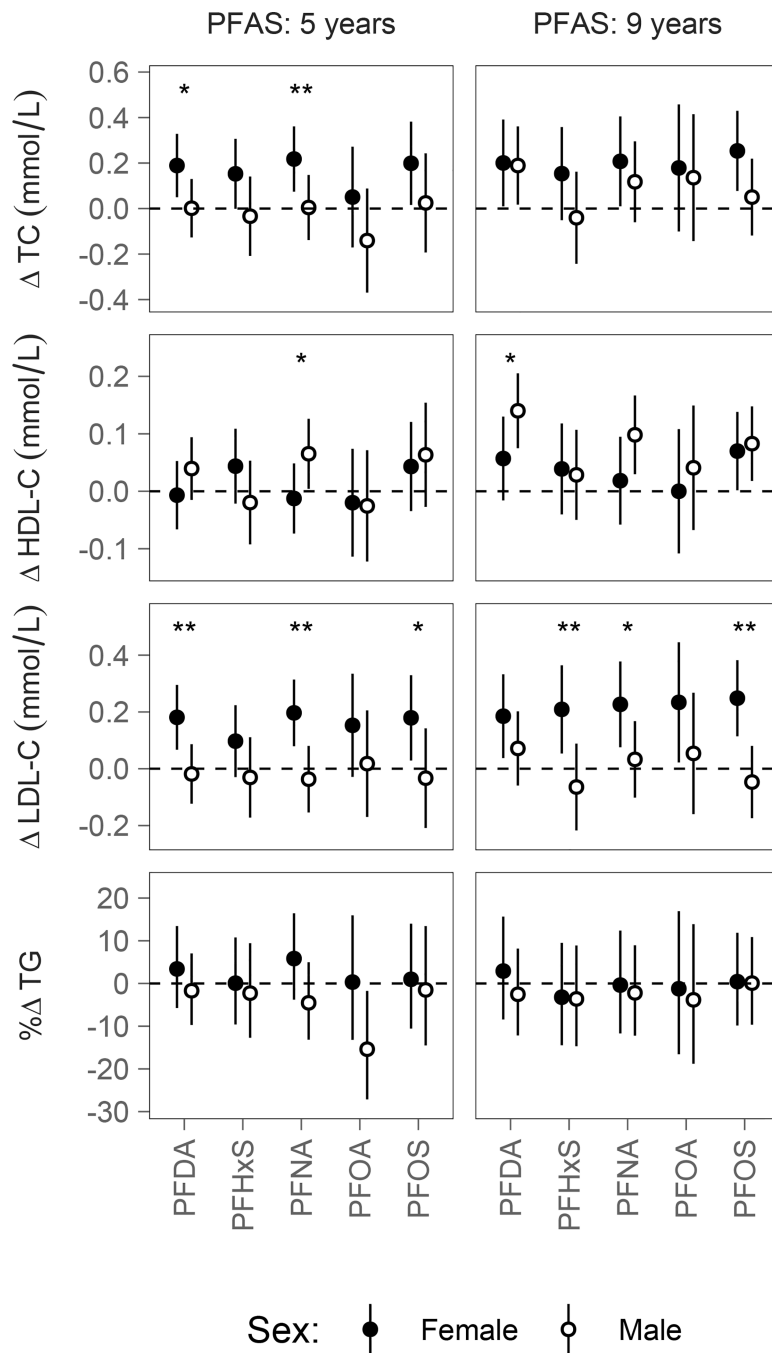 PFAS: 5 years PFAS: 9 years
Δ TC (mmol/L)
0.6
0.4
0.2
0.0
-0.2
-0.4
* **
Δ HDL-C (mmol/L)
0.2
0.1
0.0
-0.1
* *
Δ LDL-C (mmol/L)
0.4
0.2
0.0
-0.2
** ** * ** * **
%Δ TG
20
10
0
-10
-20
-30
PFDA PFHxS PFNA PFOA PFOS PFDA PFHxS PFNA PFOA PFOS
Sex: Female Male